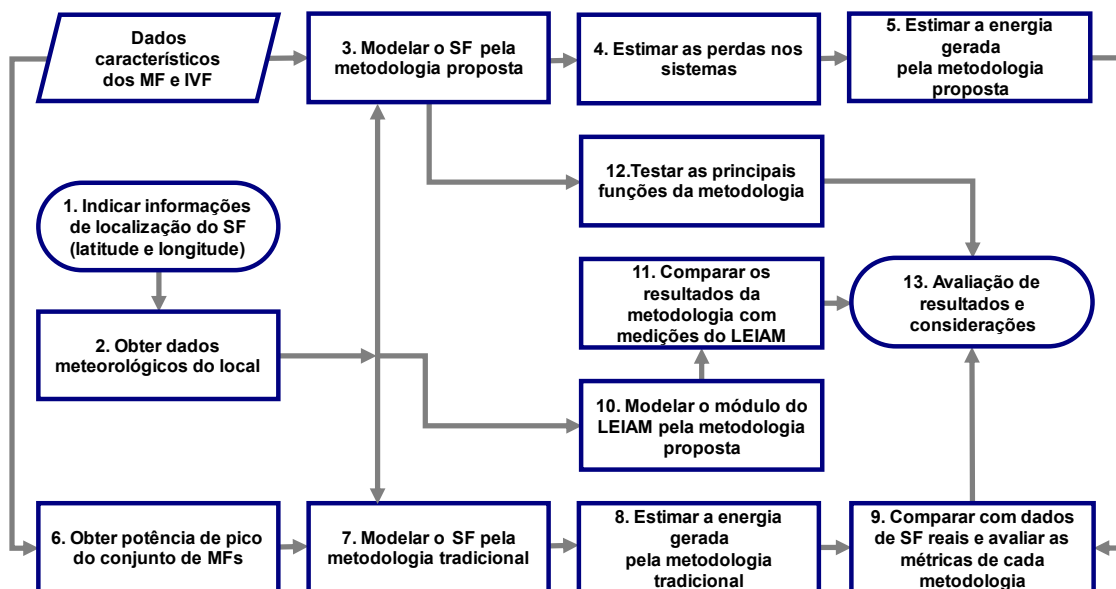 Dados
característicos
dos MF e IVF
3. Modelar o SF pela
metodologia proposta
4. Estimar as perdas nos
sistemas
5. Estimar a energia
gerada
pela metodologia
proposta
12.Testar as principais
funções da metodologia
1. Indicar informações
de localização do SF
(latitude e longitude)
11. Comparar os
resultados da
metodologia com
medições do LEIAM
13. Avaliação de
resultados e
considerações
2. Obter dados
meteorológicos do local
10. Modelar o módulo do
LEIAM pela metodologia
proposta
6. Obter potência de pico
do conjunto de MFs
7. Modelar o SF pela
metodologia tradicional
8. Estimar a energia
gerada
pela metodologia
tradicional
9. Comparar com dados
de SF reais e avaliar as
métricas de cada
metodologia